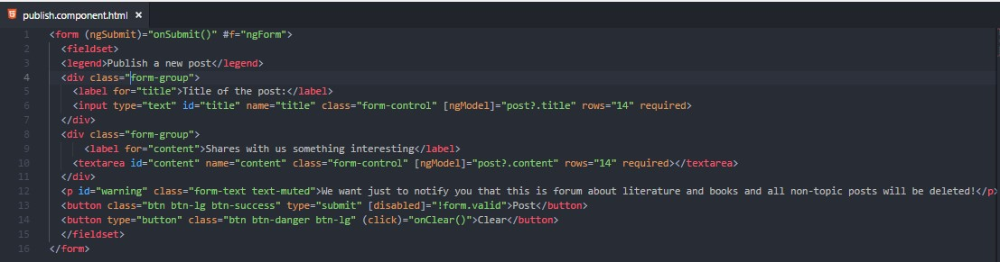 publish.component.html ×
1 <form (ngSubmit)="onSubmit()" #f="ngForm">
2 <fieldset>
3 <legend>Publish a new post</legend>
4 <div class="form-group">
5 <label for="title">Title of the post:</label>
6 <input type="text" id="title" name="title" class="form-control" [ngModel]="post?.title" rows="14" required>
7 </div>
8 <div class="form-group">
9 <label for="content">Shares with us something interesting</label>
10 <textarea id="content" name="content" class="form-control" [ngModel]="post?.content" rows="14" required></textarea>
11 </div>
12 <p id="warning" class="form-text text-muted">We want just to notify you that this is forum about literature and books and all non-topic posts will be deleted!</p>
13 <button class="btn btn-lg btn-success" type="submit" [disabled]="!form.valid">Post</button>
14 <button type="button" class="btn btn-danger btn-lg" (click)="onClear()">Clear</button>
15 </fieldset>
16 </form>